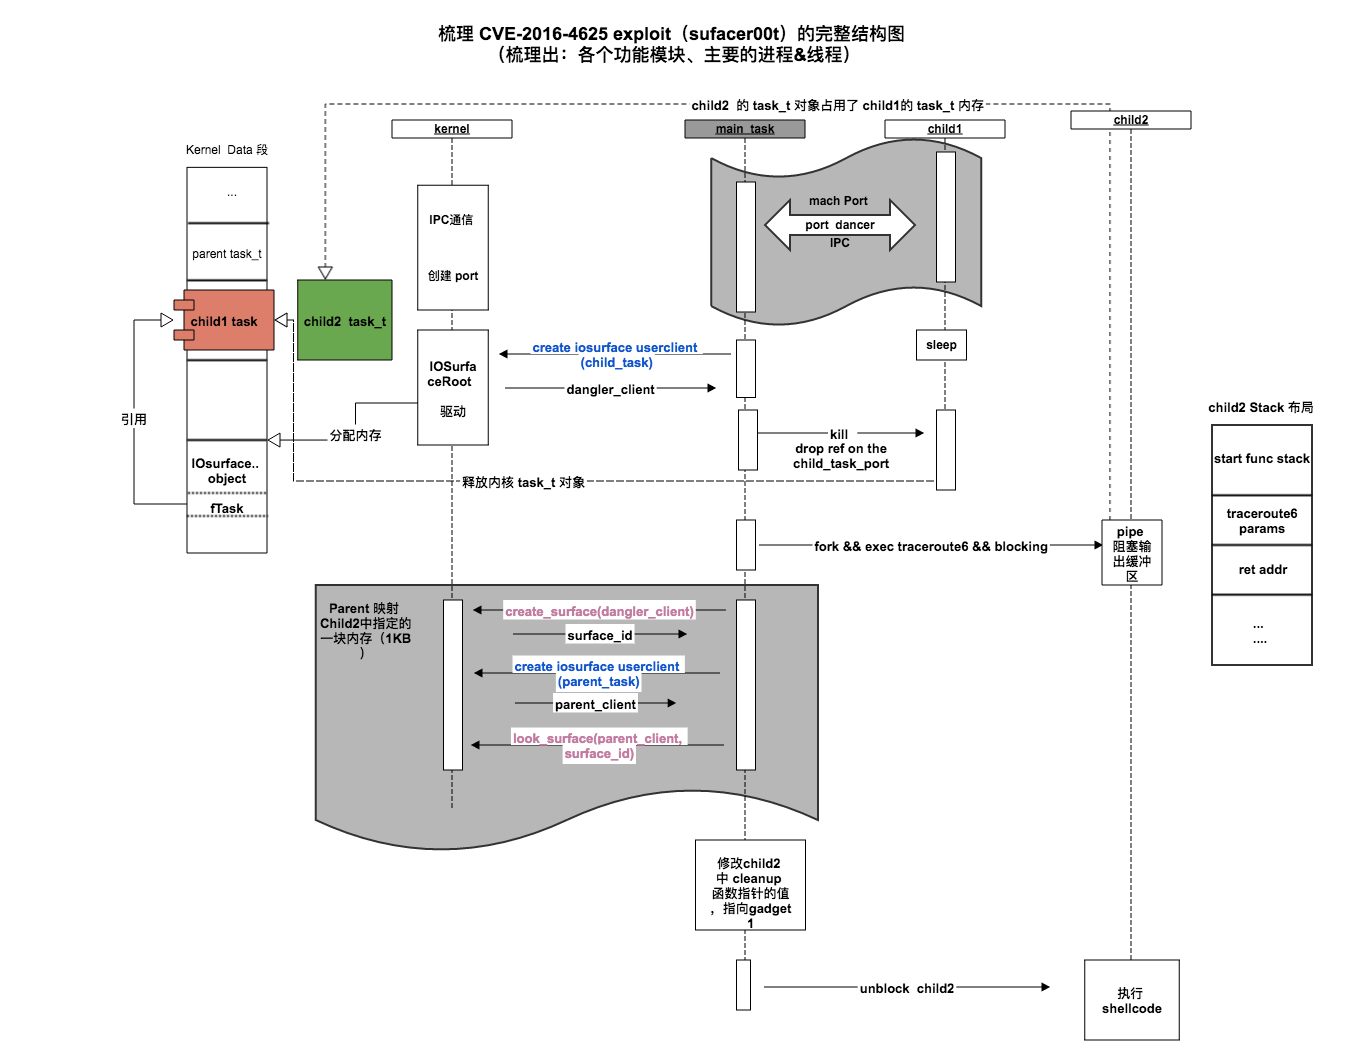 梳理 CVE-2016-4625 exploit（sufacer00t）的完整结构图
（梳理出：各个功能模块、主要的进程&线程）
child2 的 task_t 对象占用了 child1的 task_t 内存
kernel
main_task
child1
child2
Kernel Data 段
...
parent task_t
child1 task
child2 task_t
引用
IOsurface..
object
fTask
IPC通信
创建 port
IOSurfa
ceRoot
驱动
分配内存
mach Port
port dancer
IPC
sleep
create iosurface userclient
(child_task)
dangler_client
kill
drop ref on the
child_task_port
释放内核 task_t 对象
fork && exec traceroute6 && blocking
pipe
阻塞输
出缓冲
区
child2 Stack 布局
start func stack
traceroute6
params
ret addr
...
....
Parent 映射
Child2中指定的
一块内存（1KB
）
create_surface(dangler_client)
surface_id
create iosurface userclient
(parent_task)
parent_client
look_surface(parent_client,
surface_id)
修改child2
中 cleanup
函数指针的值
，指向gadget
1
unblock child2
执行
shellcode